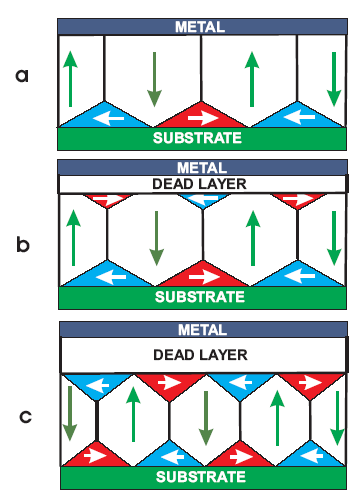 METAL
a
SUBSTRATE
METAL
DEAD LAYER
b
SUBSTRATE
METAL
DEAD LAYER
c
SUBSTRATE